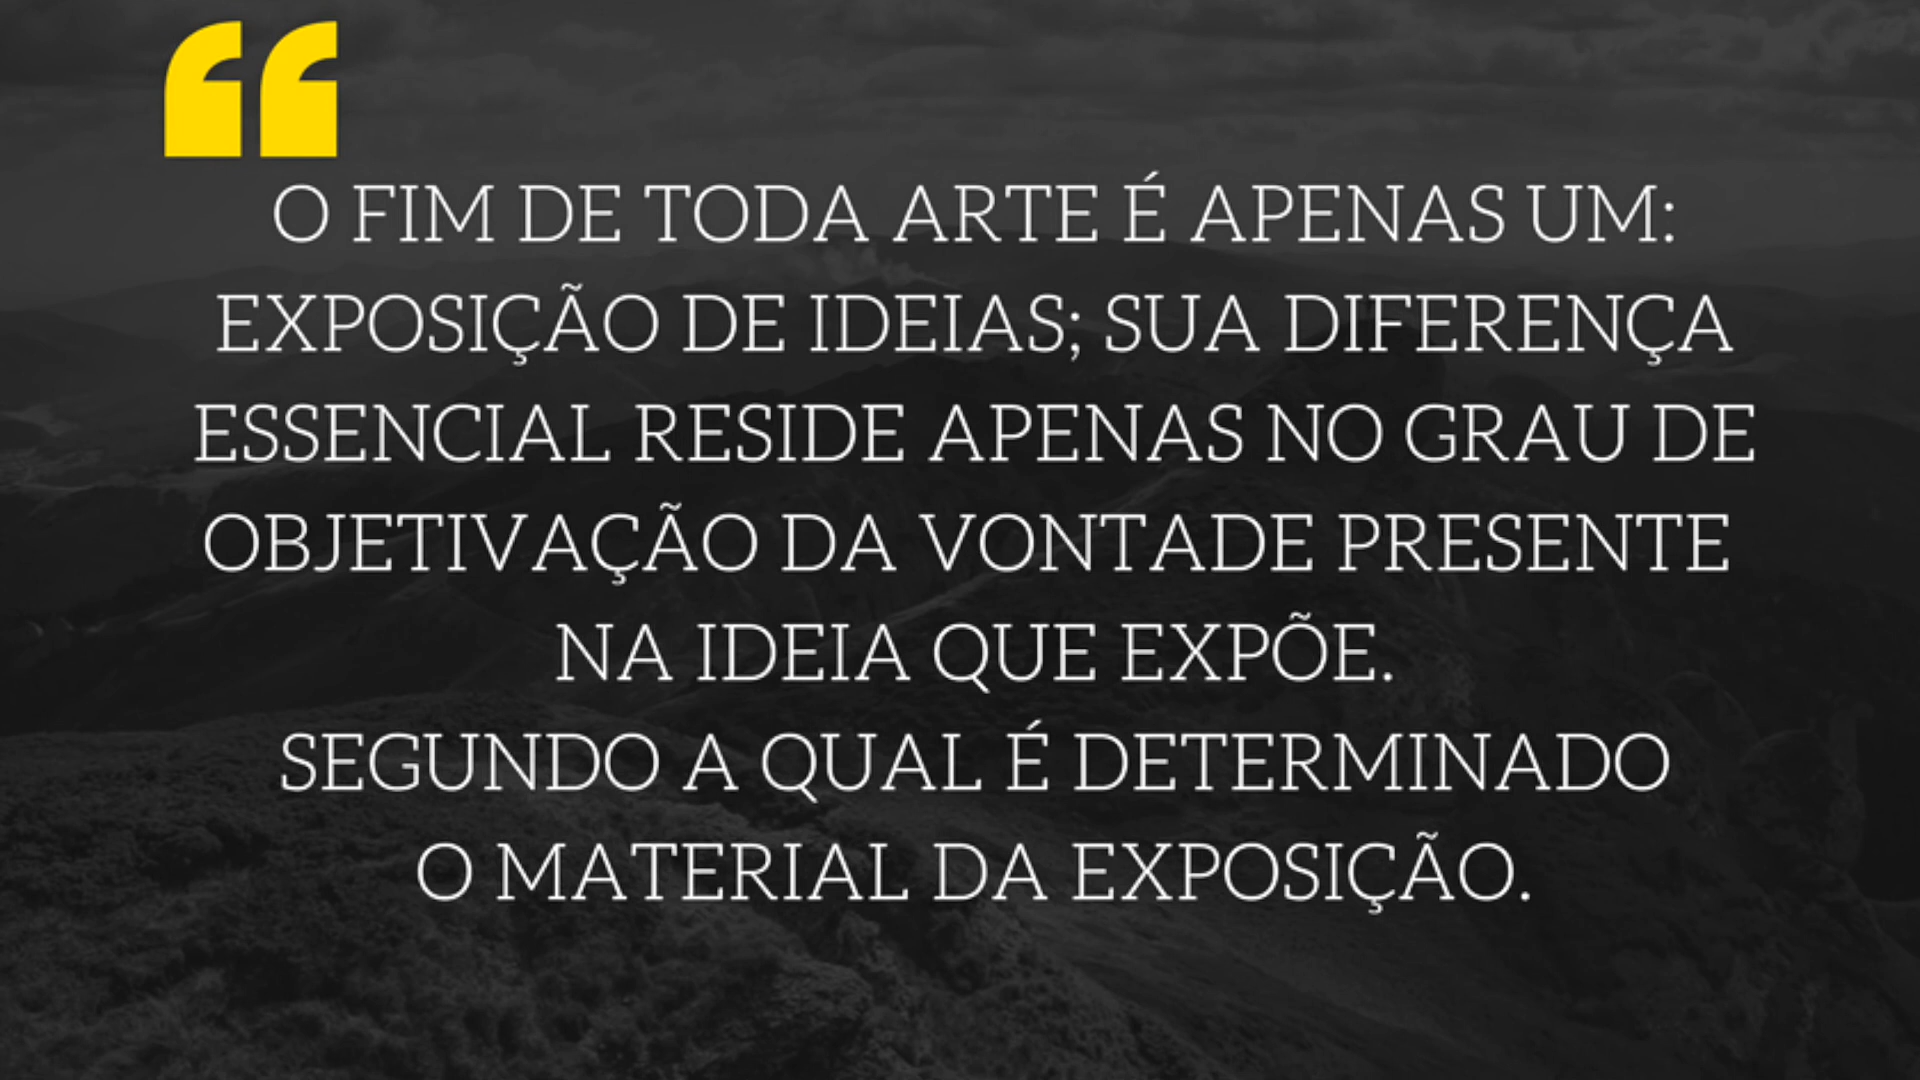 “
O FIM DE TODA ARTE É APENAS UM:
EXPOSIÇÃO DE IDEIAS; SUA DIFERENÇA
ESSENCIAL RESIDE APENAS NO GRAU DE
OBJETIVAÇÃO DA VONTADE PRESENTE
NA IDEIA QUE EXPÕE.
SEGUNDO A QUAL É DETERMINADO
O MATERIAL DA EXPOSIÇÃO.